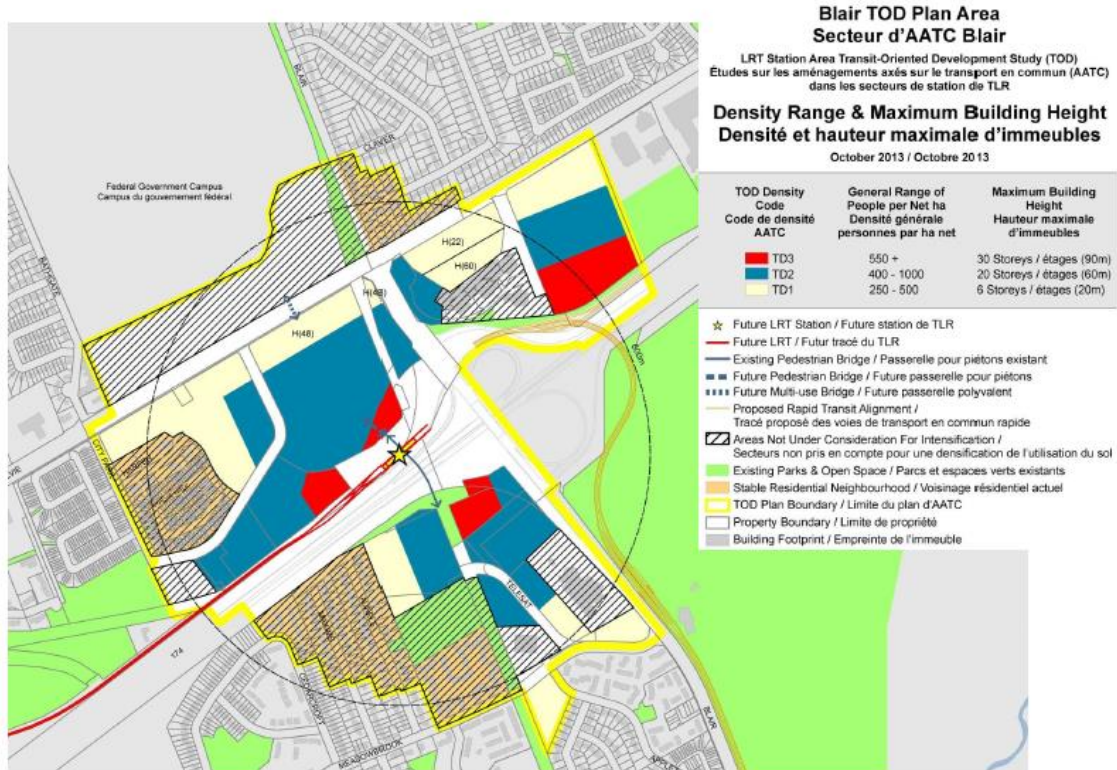 Blair TOD Plan Area
Secteur d'AATC Blair
LRT Station Area Transit-Oriented Development Study (TOD)
Études sur les aménagements axés sur le transport en commun (AATC)
dans les secteurs de station de TLR
Density Range & Maximum Building Height
Densité et hauteur maximale d'immeubles
October 2013 / Octobre 2013
TOD Density
Code
Code de densité
AATC
General Range of
People per Net ha
Densité générale
personnes par ha net
Maximum Building
Height
Hauteur maximale
d'immeubles
TD3 550 + 30 Storeys / étages (90m)
TD2 400 - 1000 20 Storeys / étages (60m)
TD1 250 - 500 6 Storeys / étages (20m)
Future LRT Station / Future station de TLR
Future LRT / Futur tracé du TLR
Existing Pedestrian Bridge / Passerelle pour piétons existant
Future Pedestrian Bridge / Future passerelle pour piétons
Future Multi-use Bridge / Future passerelle polyvalent
Proposed Rapid Transit Alignment /
Tracé proposé des voies de transport en commun rapide
Areas Not Under Consideration For Intensification /
Secteurs non pris en compte pour une densification de l'utilisation du sol
Existing Parks & Open Space / Parcs et espaces verts existants
Stable Residential Neighbourhood / Voisinage résidentiel actuel
TOD Plan Boundary / Limite du plan d'AATC
Property Boundary / Limite de propriété
Building Footprint / Empreinte de l'immeuble
BLAIR
CLAVIER
Federal Government Campus
Campus du gouvernement fédéral
BATHGATE
H(22)
H(60)
H(48)
H(48)
600m
CITY PARK
TELESAT
174
MEADOWBROOK
BLAIR